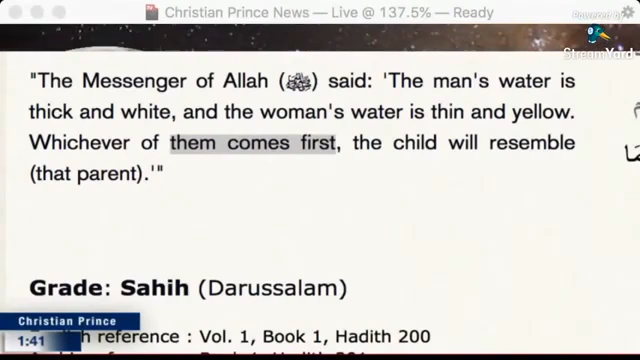 Christian Prince News — Live @ 137.5% — Ready
Powered by
StreamYard
"The Messenger of Allah (ﷺ) said: 'The man's water is
thick and white, and the woman's water is thin and yellow.
Whichever of them comes first, the child will resemble
(that parent).'"
Grade: Sahih (Darussalam)
Christian Prince
1:41
reference : Vol. 1, Book 1, Hadith 200